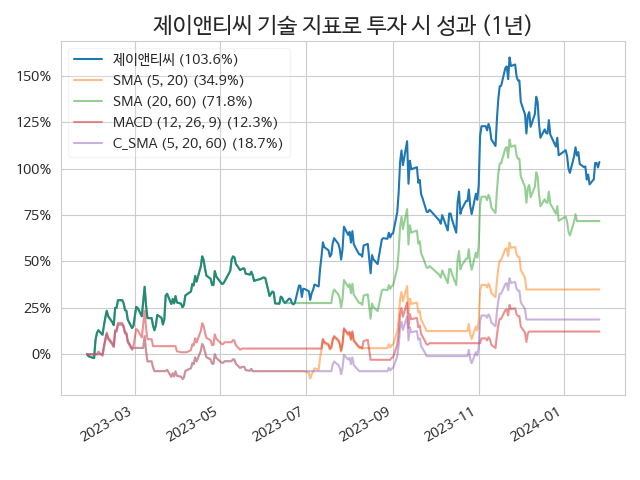 제이앤티씨 기술 지표로 투자 시 성과 (1년)
제이앤티씨 (103.6%)
SMA (5, 20) (34.9%)
SMA (20, 60) (71.8%)
MACD (12, 26, 9) (12.3%)
C_SMA (5, 20, 60) (18.7%)
150%
125%
100%
75%
50%
25%
0%
2023-03
2023-05
2023-07
2023-09
2023-11
2024-01